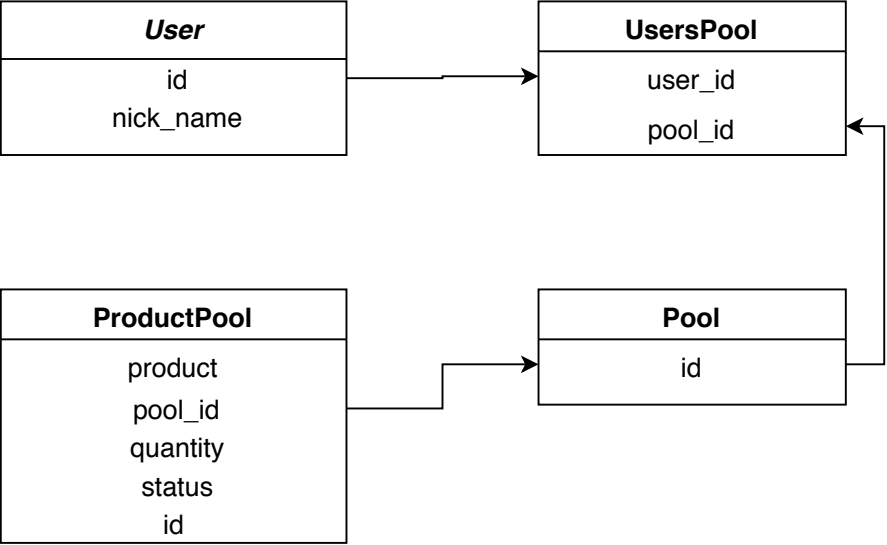 User
id
nick_name
UsersPool
user_id
pool_id
ProductPool
product
pool_id
quantity
status
id
Pool
id